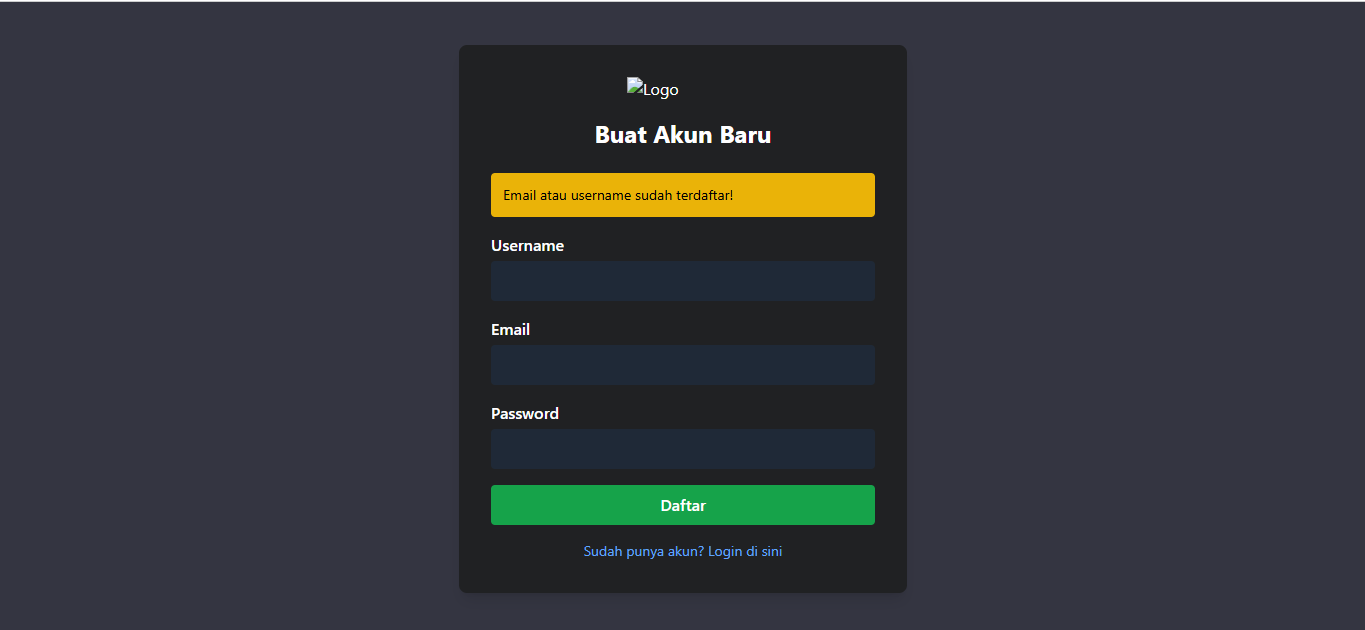 Logo
Buat Akun Baru
Email atau username sudah terdaftar!
Username
Email
Password
Daftar
Sudah punya akun? Login di sini